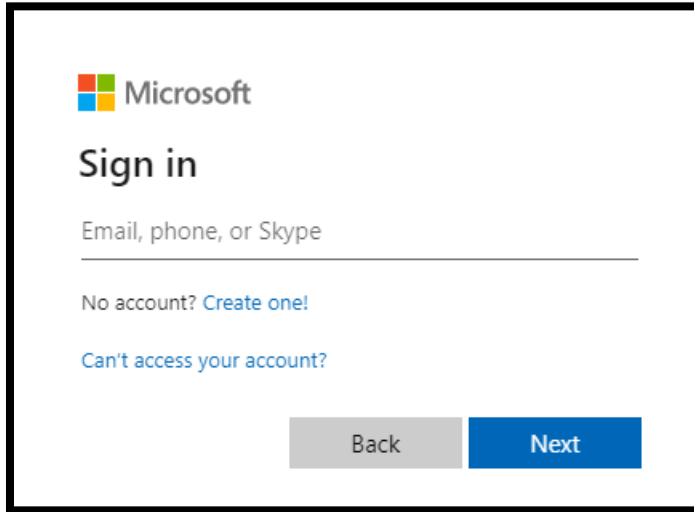 Microsoft
Sign in
Email, phone, or Skype
No account? Create one!
Can't access your account?
Back Next